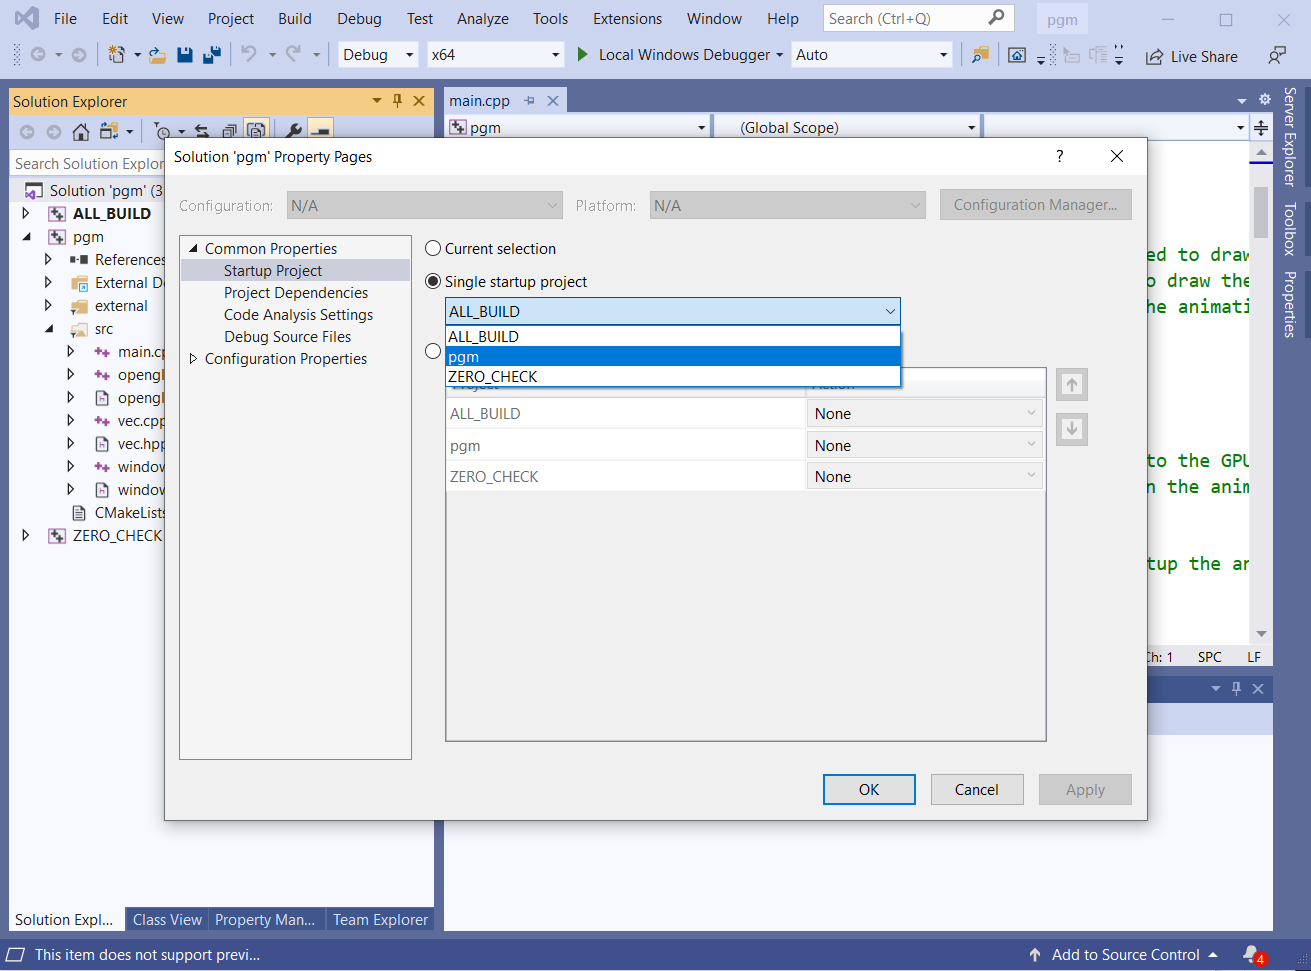 File Edit View Project Build Debug Test Analyze Tools Extensions Window Help Search (Ctrl+Q) pgm
Debug x64 Local Windows Debugger Auto Live Share
Solution Explorer
Search Solution Explor
Solution 'pgm' (3
ALL_BUILD
pgm
References
External D
external
src
main.cp
opengl
opengl
vec.cpp
vec.hpp
window
window
CMakeLists
ZERO_CHECK
main.cpp
pgm (Global Scope)
Solution 'pgm' Property Pages ?
Configuration: N/A Platform: N/A Configuration Manager...
Common Properties
Startup Project
Project Dependencies
Code Analysis Settings
Debug Source Files
Configuration Properties
Current selection
Single startup project
ALL_BUILD
ALL_BUILD
pgm
ZERO_CHECK
Project Action
ALL_BUILD None
pgm None
ZERO_CHECK None
OK Cancel Apply
ed to draw
o draw the
he animati
to the GPU
n the anim
tup the an
Ch: 1 SPC LF
Server Explorer
Toolbox
Properties
Solution Expl... Class View Property Man... Team Explorer
This item does not support previ... Add to Source Control 4